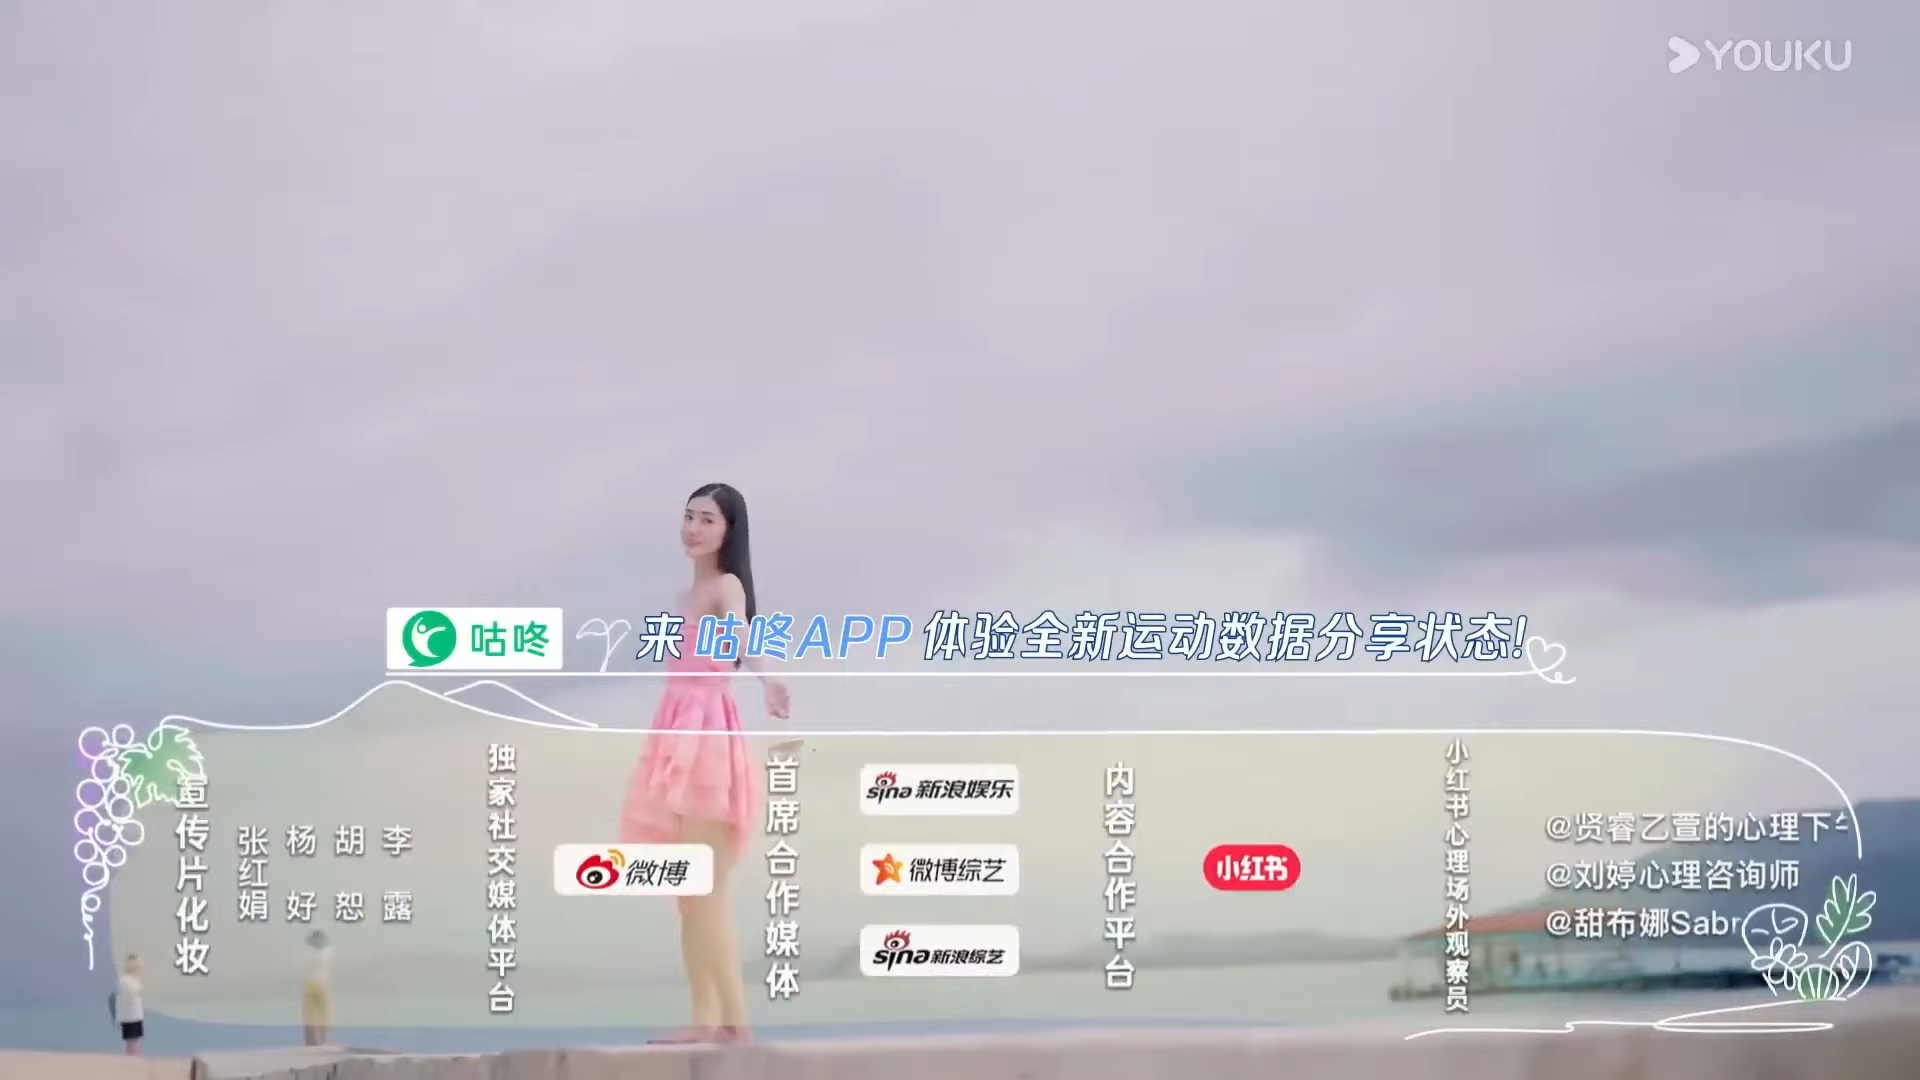 YOUKU
咕咚 来咕咚APP体验全新运动数据分享状态!
宣传片化妆
张红娟
杨好
胡恕
李露
独家社交媒体平台
微博
首席合作媒体
sina新浪娱乐
微博综艺
sina新浪综艺
内容合作平台
小红书
小红书心理场外观察员
@贤睿乙萱的心理下午
@刘婷心理咨询师
@甜布娜Sabr